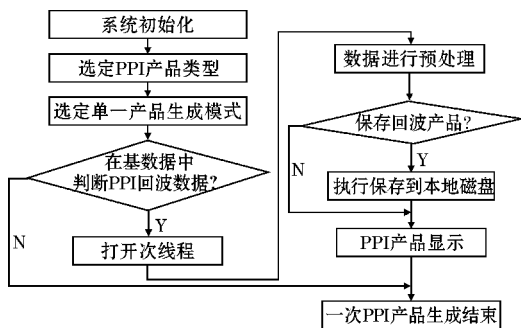 系统初始化
选定PPI产品类型
选定单一产品生成模式
在基数据中
判断PPI回波数据?
N
Y
打开次线程
数据进行预处理
保存回波产品?
N
Y
执行保存到本地磁盘
PPI产品显示
一次PPI产品生成结束